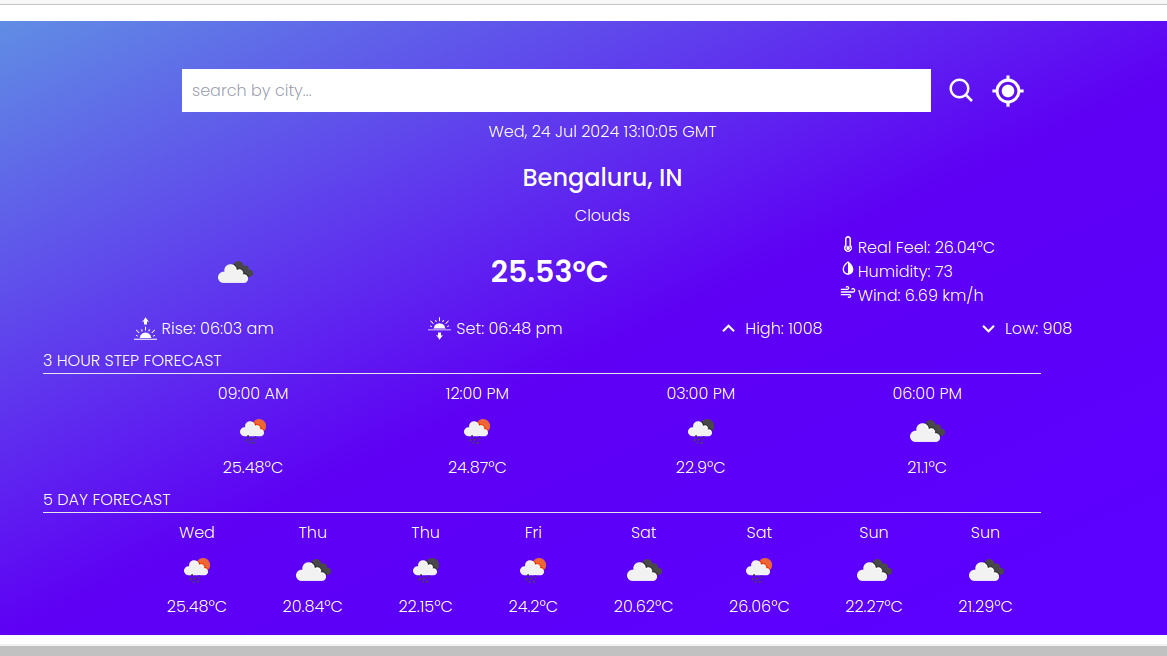 search by city...
Wed, 24 Jul 2024 13:10:05 GMT
Bengaluru, IN
Clouds
25.53°C
Real Feel: 26.04°C
Humidity: 73
Wind: 6.69 km/h
Rise: 06:03 am Set: 06:48 pm High: 1008 Low: 908
3 HOUR STEP FORECAST
09:00 AM 12:00 PM 03:00 PM 06:00 PM
25.48°C 24.87°C 22.9°C 21.1°C
5 DAY FORECAST
Wed Thu Thu Fri Sat Sat Sun Sun
25.48°C 20.84°C 22.15°C 24.2°C 20.62°C 26.06°C 22.27°C 21.29°C